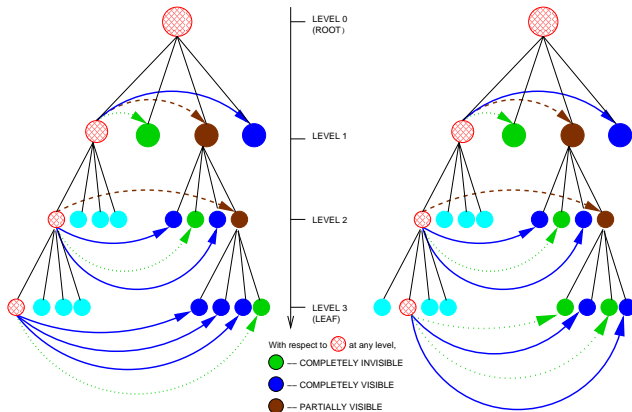 LEVEL 0
(ROOT)
LEVEL 1
LEVEL 2
LEVEL 3
(LEAF)
With respect to at any level,
— COMPLETELY INVISIBLE
— COMPLETELY VISIBLE
— PARTIALLY VISIBLE